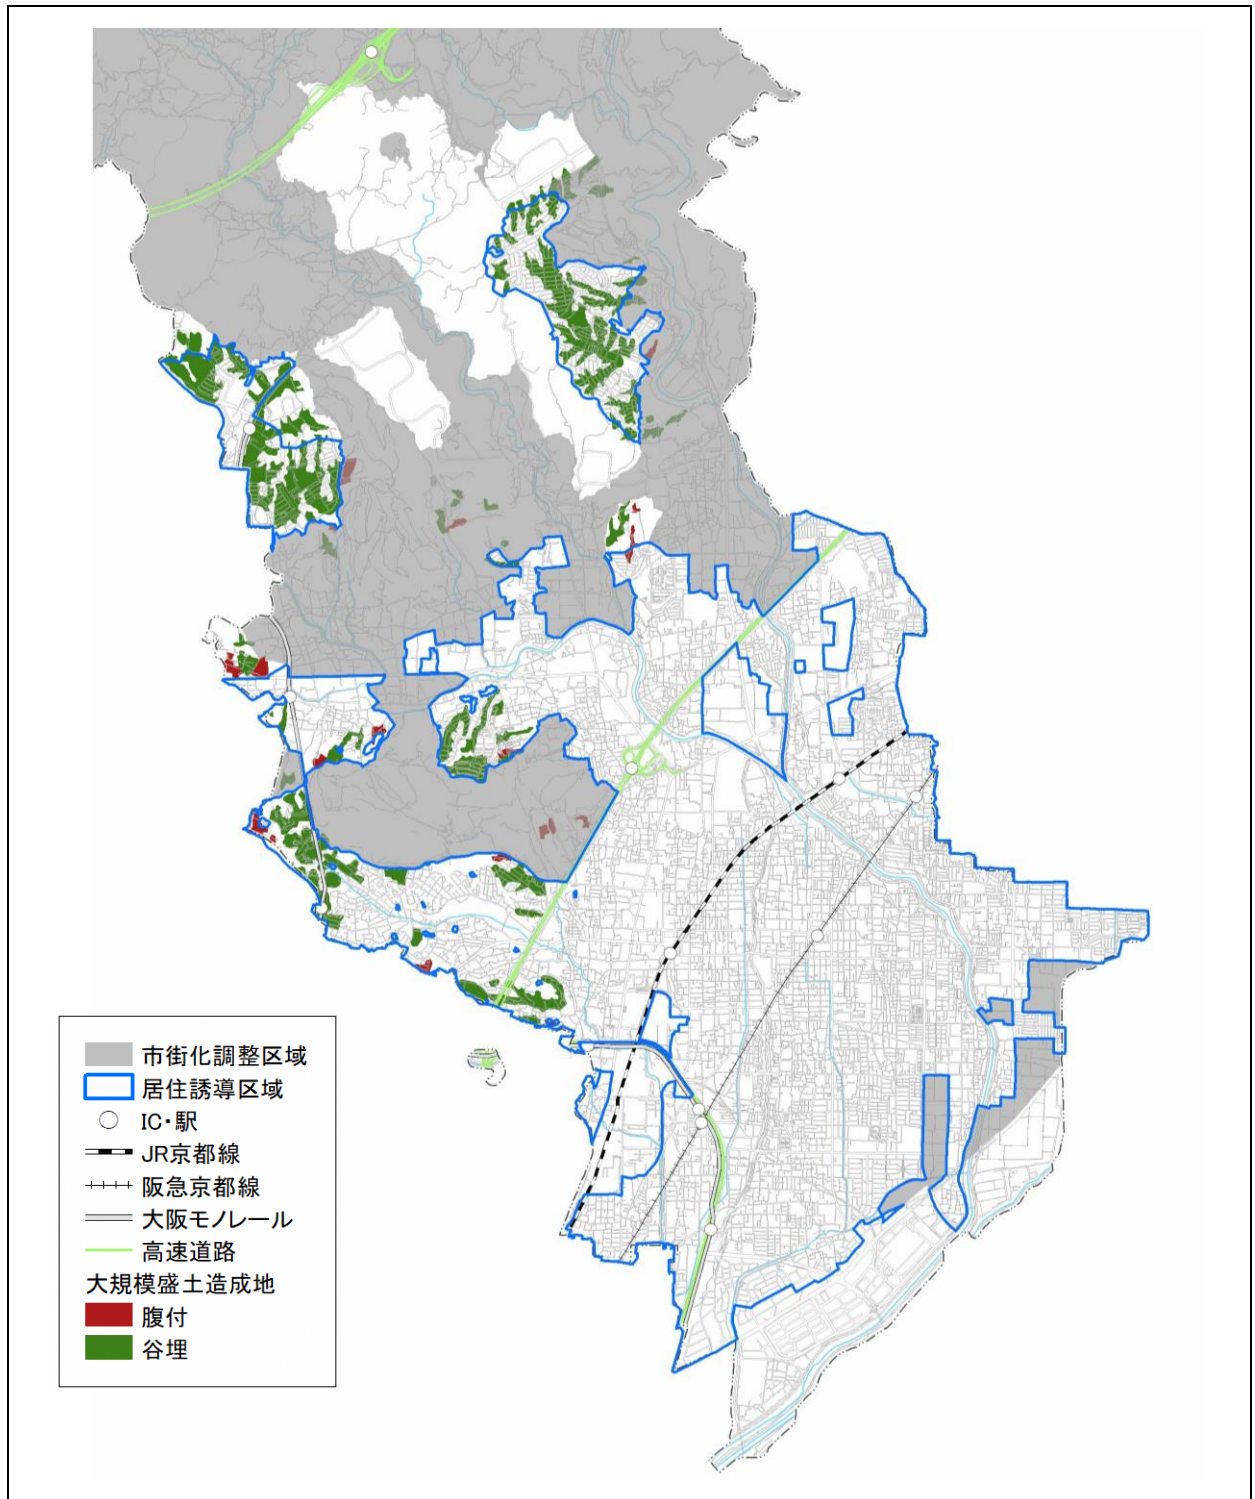 市街化調整区域
居住誘導区域
IC・駅
JR京都線
阪急京都線
大阪モノレール
高速道路
大規模盛土造成地
腹付
谷埋